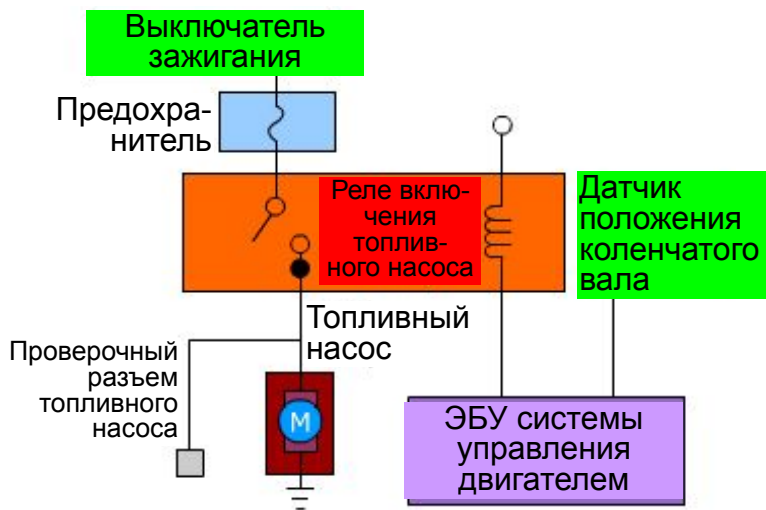 Выключатель
зажигания
Предохра-
нитель
Реле вклю-
чения
топлив-
ного насоса
Датчик
положения
коленчатого
вала
Топливный
насос
Проверочный
разъем
топливного
насоса
М
ЭБУ системы
управления
двигателем